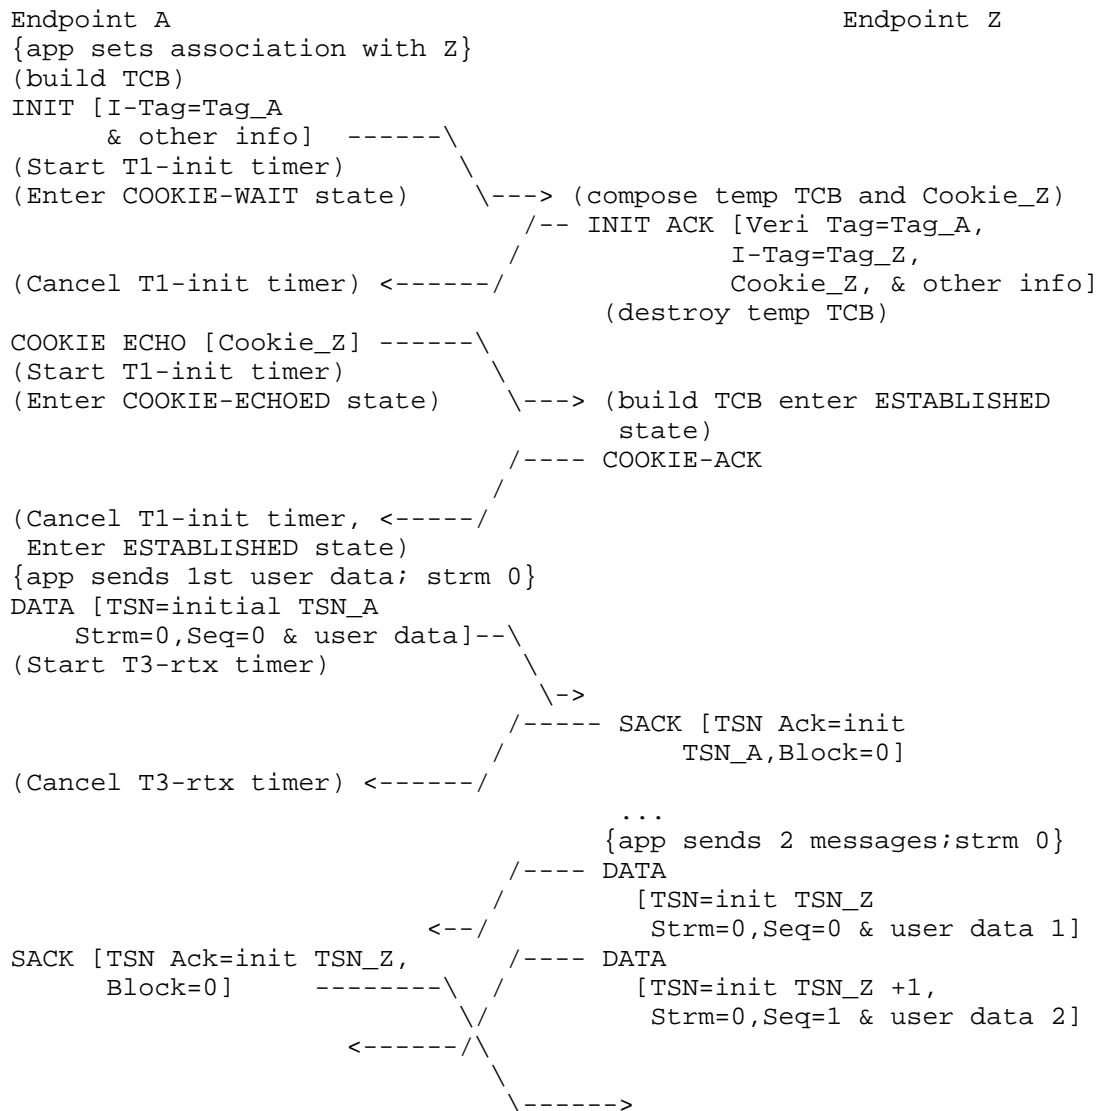 Endpoint A                                          Endpoint Z
{app sets association with Z}
(build TCB)
INIT [I-Tag=Tag_A
      & other info]  ------\
(Start T1-init timer)       \
(Enter COOKIE-WAIT state)    \---> (compose temp TCB and Cookie_Z)
                                /-- INIT ACK [Veri Tag=Tag_A,
                               /             I-Tag=Tag_Z,
(Cancel T1-init timer) <------/              Cookie_Z, & other info]
                                     (destroy temp TCB)
COOKIE ECHO [Cookie_Z] ------\
(Start T1-init timer)         \
(Enter COOKIE-ECHOED state)    \---> (build TCB enter ESTABLISHED
                                      state)
                               /---- COOKIE-ACK
                              /
(Cancel T1-init timer, <-----/
 Enter ESTABLISHED state)
{app sends 1st user data; strm 0}
DATA [TSN=initial TSN_A
    Strm=0,Seq=0 & user data]--\
(Start T3-rtx timer)            \
                                 \->
                               /----- SACK [TSN Ack=init
                              /           TSN_A,Block=0]
(Cancel T3-rtx timer) <------/
                                      ...
                                     {app sends 2 messages;strm 0}
                               /---- DATA
                              /        [TSN=init TSN_Z
                          <--/          Strm=0,Seq=0 & user data 1]
SACK [TSN Ack=init TSN_Z,      /---- DATA
      Block=0]     --------\  /        [TSN=init TSN_Z +1,
                            \/          Strm=0,Seq=1 & user data 2]
                     <------/\
                              \
                               \------>